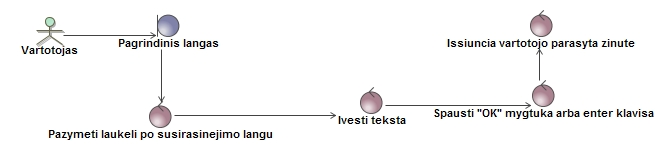 Vartotojas
Pagrindinis langas
Issiuncia vartotojo parasyta zinute
Pazymeti laukeli po susirasinejimo langu
Ivesti teksta
Spausti "OK" mygtuka arba enter klavisa